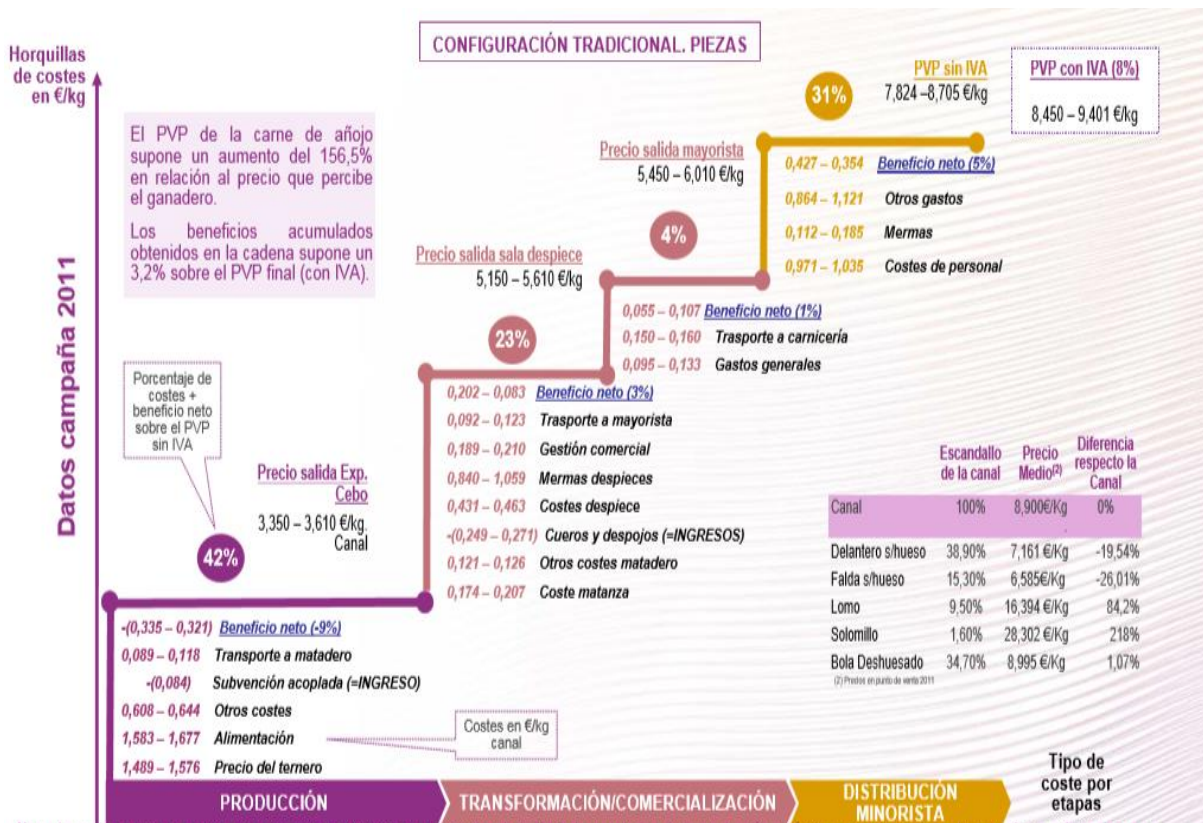 CONFIGURACIÓN TRADICIONAL. PIEZAS
Horquillas
de costes
en €/kg
Datos campaña 2011
El PVP de la carne de añojo
supone un aumento del 156,5%
en relación al precio que percibe
el ganadero.
Los beneficios acumulados
obtenidos en la cadena supone un
3,2% sobre el PVP final (con IVA).
Porcentaje de
costes +
beneficio neto
sobre el PVP
sin IVA
42%
Precio salida Exp.
Cebo
3,350 – 3,610 €/kg.
Canal
-(0,335 – 0,321) Beneficio neto (-9%)
0,089 – 0,118 Transporte a matadero
-(0,084) Subvención acoplada (=INGRESO)
0,608 – 0,644 Otros costes
1,583 – 1,677 Alimentación
1,489 – 1,576 Precio del ternero
Costes en €/kg
canal
Precio salida sala despiece
5,150 – 5,610 €/kg
23%
0,202 – 0,083 Beneficio neto (3%)
0,092 – 0,123 Trasporte a mayorista
0,189 – 0,210 Gestión comercial
0,840 – 1,059 Mermas despieces
0,431 – 0,463 Costes despiece
-(0,249 – 0,271) Cueros y despojos (=INGRESOS)
0,121 – 0,126 Otros costes matadero
0,174 – 0,207 Coste matanza
Precio salida mayorista
5,450 – 6,010 €/kg
4%
0,055 – 0,107 Beneficio neto (1%)
0,150 – 0,160 Trasporte a carnicería
0,095 – 0,133 Gastos generales
31%
PVP sin IVA
7,824 –8,705 €/kg
PVP con IVA (8%)
8,450 – 9,401 €/kg
0,427 – 0,354 Beneficio neto (5%)
0,864 – 1,121 Otros gastos
0,112 – 0,185 Mermas
0,971 – 1,035 Costes de personal
Escandallo de la canal Precio Medio(2) Diferencia respecto la Canal
Canal 100% 8,900€/Kg 0%
Delantero s/hueso 38,90% 7,161 €/Kg -19,54%
Falda s/hueso 15,30% 6,585€/Kg -26,01%
Lomo 9,50% 16,394 €/Kg 84,2%
Solomillo 1,60% 28,302 €/Kg 218%
Bola Deshuesado 34,70% 8,995 €/Kg 1,07%
(2) Precios en punto de venta 2011
PRODUCCIÓN
TRANSFORMACIÓN/COMERCIALIZACIÓN
DISTRIBUCIÓN
MINORISTA
Tipo de
coste por
etapas